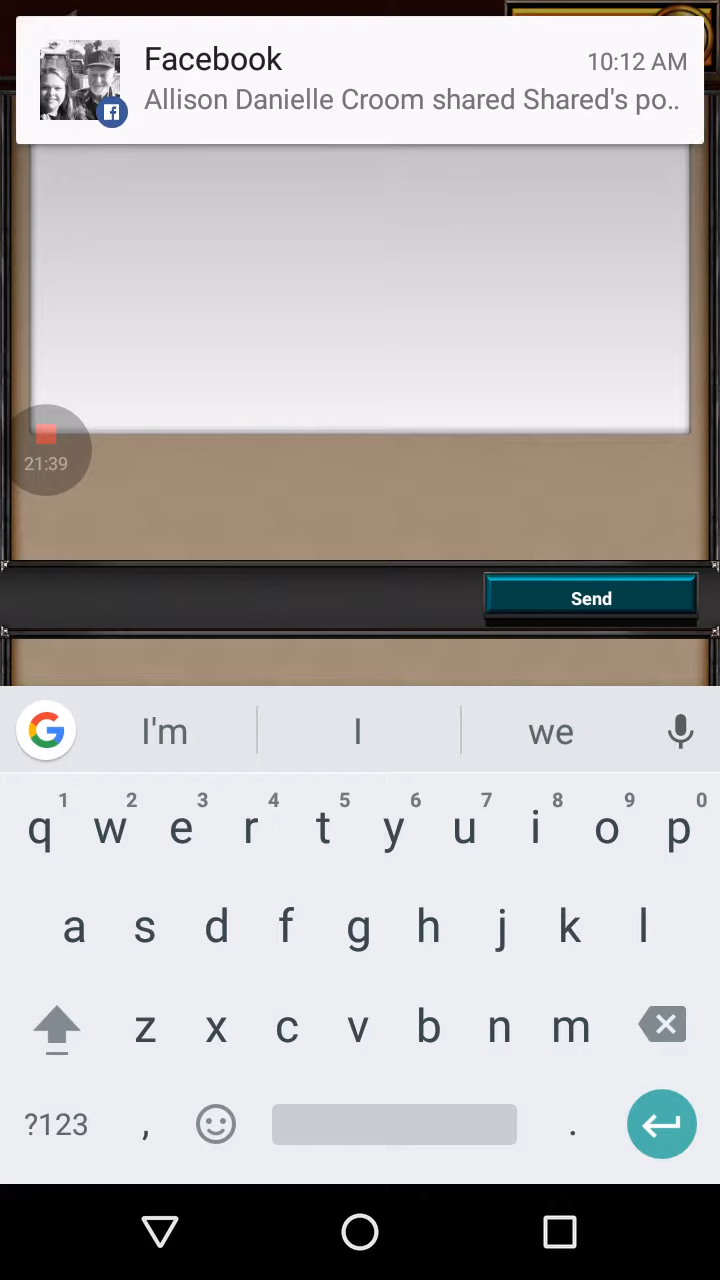 Facebook
10:12 AM
Allison Danielle Croom shared Shared's po..
21:39
Send
I'm I we
1 2 3 4 5 6 7 8 9 0
q w e r t y u i o p
a s d f g h j k l
z x c v b n m
?123 , .